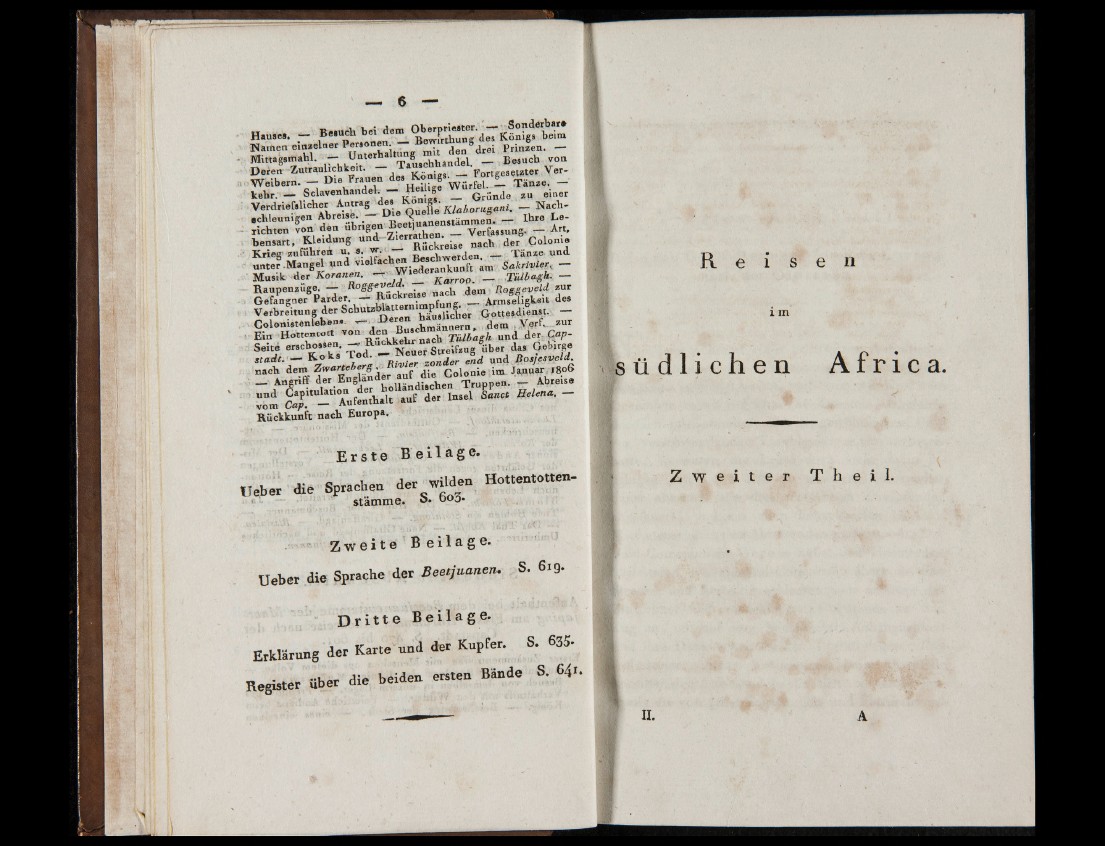 — 6 —
Hauses. — Besuch bei dem Oberpriester. — Sonderbare
Namen einzelner Personen. — Bewirthung des Königs beim
Mittagsmahl. — Unterhaltung mit den drei Prinzen. —
Deren Zutraulichkeit. — Tauschhandel. — Besuch von
Weibern. — Die Frauen des Königs. — Fortgesetzter Ver-
kehr. — Sclavenhandel. — Heilige Würfel. — Tänze. —
Verdrieſslicher Antrag des Königs. — Gründe zu einer
schleunigen Abreise. — Die Quelle Klahorugani. — Nach-
richten von den übrigen Beetjuanenstämmen. — Ihre Le-
bensart, Kleidung und Zierrathen. — Verfassung. — Art,
Krieg zuführen u. s. w. — Rückreise nach der Colonie
unter Mangel und vielfachen Beschwerden. — Tänze und
Musik der Koranen. — Wiederankunft am Sakrivier. —
Raupenzüge. — Roggeveld. — Karroo. — Tülbagh. —
Gefangner Parder. — Rückreise nach dem Roggeveld zur
Verbreitung der Schutzblatternimpfung. — Armseligkeit des
Colonistenlebens. — Deren häuslicher Gottesdienst. —
Ein Hottentott von den Buschmännern, dem Verf. zur
Seite erschossen. — Rückkehr nach Tülbagh und der Cap-
stadt. — Koks Tod. — Neuer Streifzug über das Gebirge
nach dem Zwarteberg, Rivier zonder end und Bosjesveld.
— Angriff der Engländer auf die Colonie im Januar 1806
und Capitulation der holländischen Truppen. — Abreise
vom Cap. — Aufenthalt auf der Insel Sanct Helena. —
Rückkunft nach Europa.
Erste Beilage.
Ueber die Sprachen der wilden Hottentotten-
stämme. S. 603.
Zweite Beilage.
Ueber die Sprache der Beetjuanen. S. 619.
Dritte Beilage.
Erklärung der Karte und der Kupfer. S. 635.
Register über die beiden ersten Bände S. 641.
Reisen
im
südlichen Africa.
Zweiter Theil.
II. A